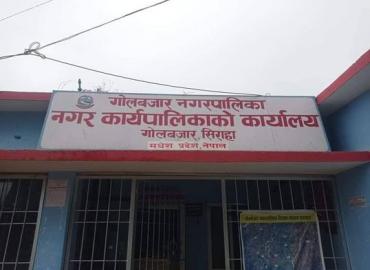 गोलबजार नगरपालिका
नगर कार्यपालिकाको कार्यालय
गोलबजार, सिराहा
मधेश प्रदेश, नेपाल